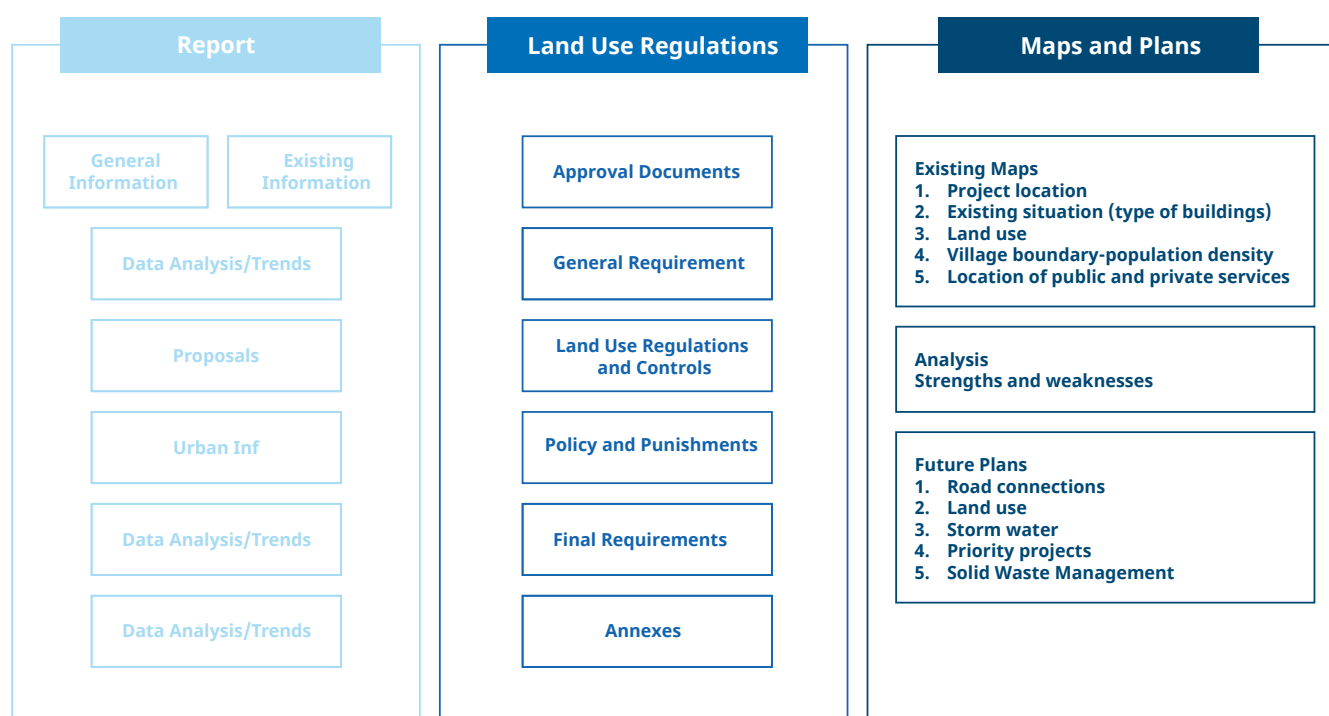 Report
General
Information
Existing
Information
Data Analysis/Trends
Proposals
Urban Inf
Data Analysis/Trends
Data Analysis/Trends
Land Use Regulations
Approval Documents
General Requirement
Land Use Regulations
and Controls
Policy and Punishments
Final Requirements
Annexes
Maps and Plans
Existing Maps
1. Project location
2. Existing situation (type of buildings)
3. Land use
4. Village boundary-population density
5. Location of public and private services
Analysis
Strengths and weaknesses
Future Plans
1. Road connections
2. Land use
3. Storm water
4. Priority projects
5. Solid Waste Management